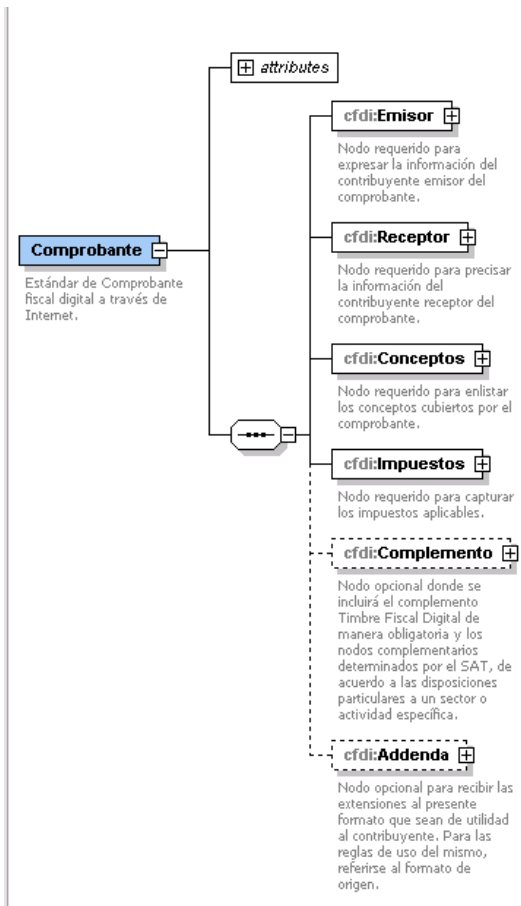 attributes
cfdi:Emisor
Nodo requerido para
expresar la información del
contribuyente emisor del
comprobante.
cfdi:Receptor
Nodo requerido para precisar
la información del
contribuyente receptor del
comprobante.
Comprobante
Estándar de Comprobante
fiscal digital a través de
Internet.
cfdi:Conceptos
Nodo requerido para enlistar
los conceptos cubiertos por el
comprobante.
cfdi:Impuestos
Nodo requerido para capturar
los impuestos aplicables.
cfdi:Complemento
Nodo opcional donde se
incluirá el complemento
Timbre Fiscal Digital de
manera obligatoria y los
nodos complementarios
determinados por el SAT, de
acuerdo a las disposiciones
particulares a un sector o
actividad específica.
cfdi:Addenda
Nodo opcional para recibir las
extensiones al presente
formato que sean de utilidad
al contribuyente. Para las
reglas de uso del mismo,
referirse al formato de
origen.